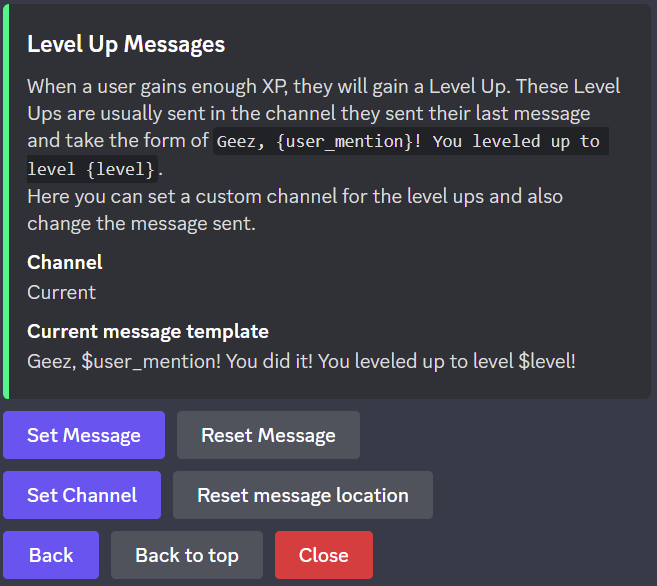 Level Up Messages
When a user gains enough XP, they will gain a Level Up. These Level
Ups are usually sent in the channel they sent their last message
and take the form of Geez, {user_mention}! You leveled up to
level {level}.
Here you can set a custom channel for the level ups and also
change the message sent.
Channel
Current
Current message template
Geez, $user_mention! You did it! You leveled up to level $level!
Set Message Reset Message
Set Channel Reset message location
Back Back to top Close